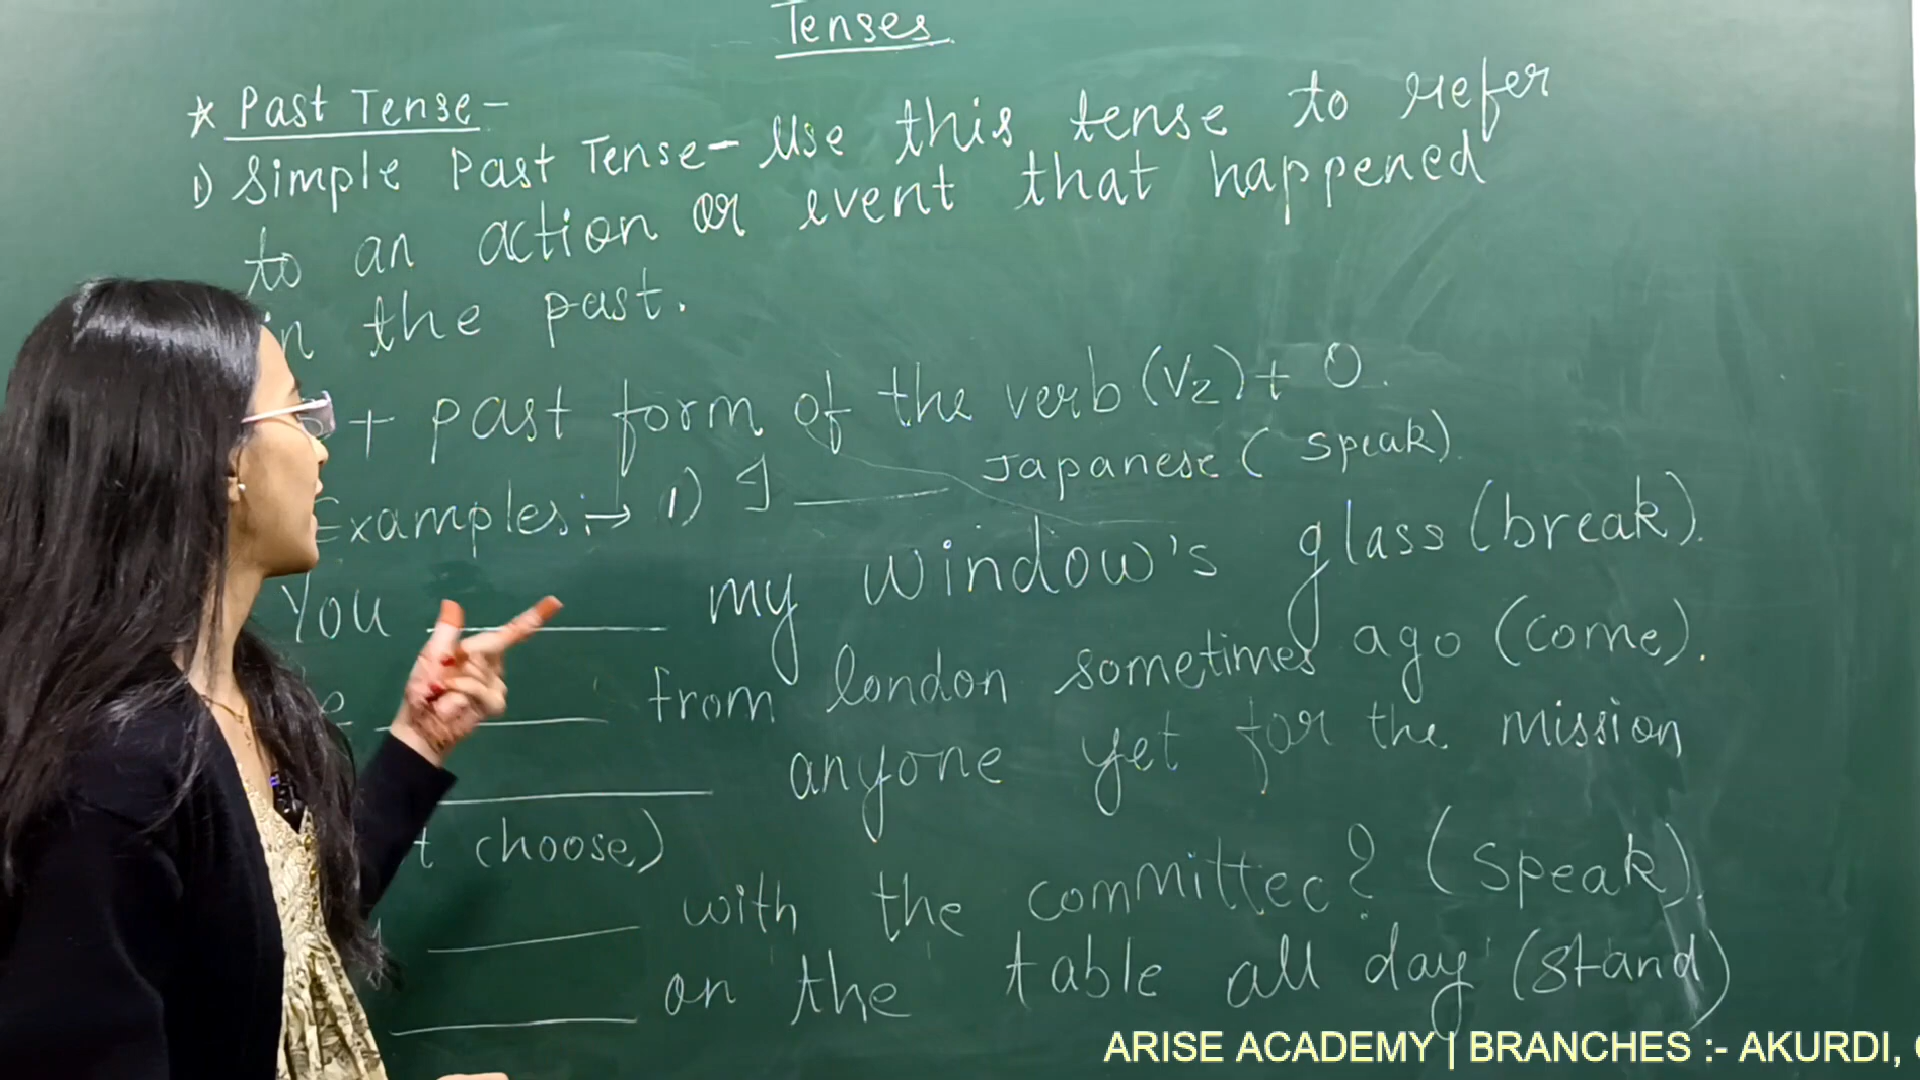 Tenses
* Past Tense-
1) Simple Past Tense- Use this tense to refer
to an action or event that happened
in the past.
+ past form of the verb (V2) + O.
Examples:→ 1) I ______ Japanese (speak).
You ______ my window's glass (break).
______ from london sometimes ago (come).
______ anyone yet for the mission
choose)
______ with the committee? (speak).
______ on the table all day (stand)
ARISE ACADEMY | BRANCHES :- AKURDI,